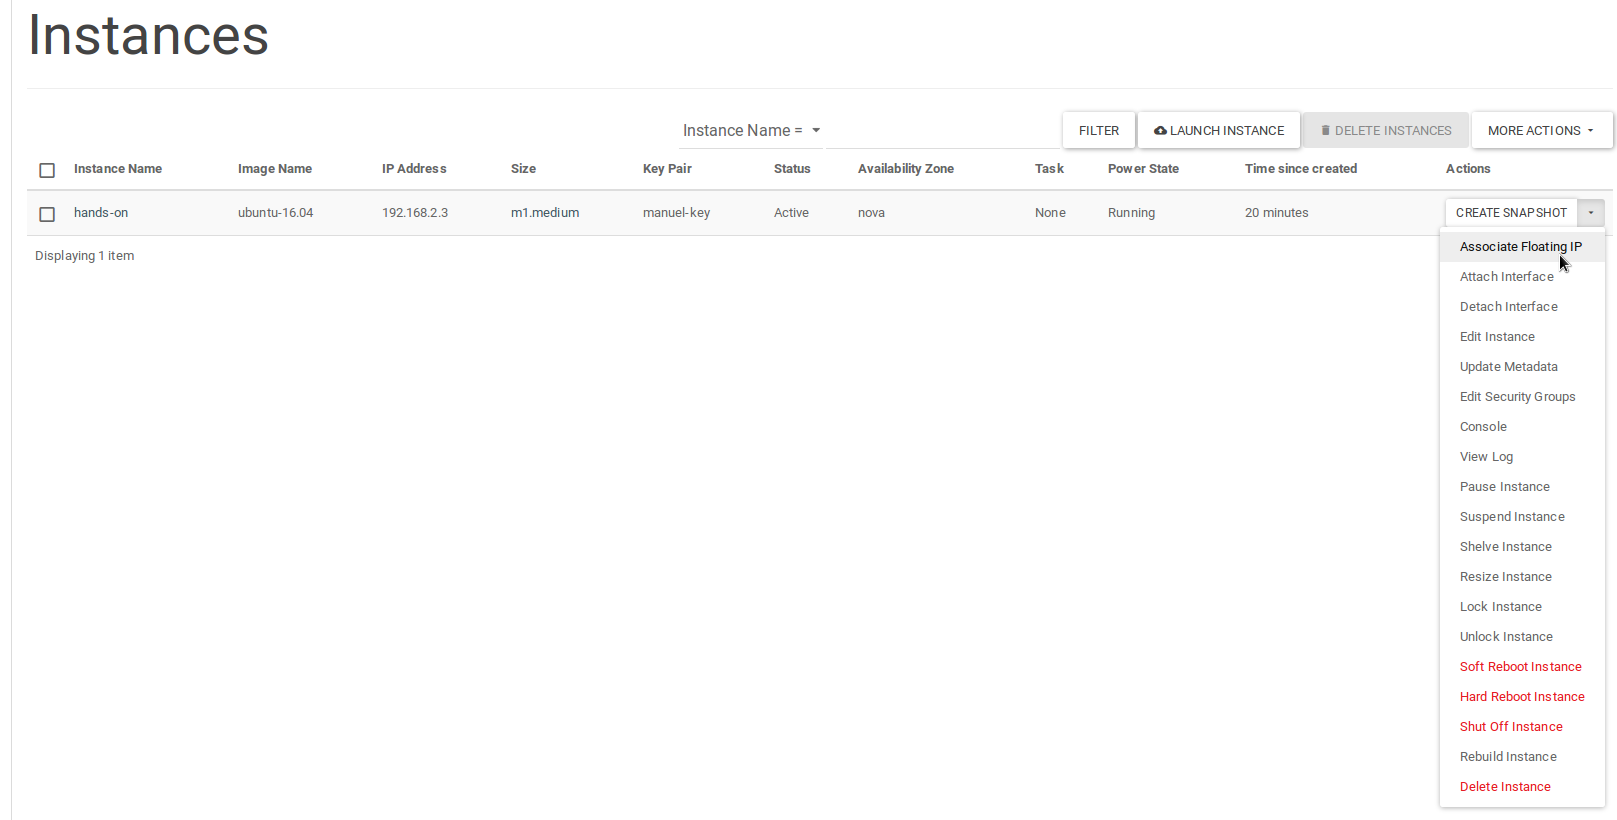 Instances
Instance Name =
FILTER
LAUNCH INSTANCE
DELETE INSTANCES
MORE ACTIONS
Instance Name Image Name IP Address Size Key Pair Status Availability Zone Task Power State Time since created Actions
hands-on ubuntu-16.04 192.168.2.3 m1.medium manuel-key Active nova None Running 20 minutes CREATE SNAPSHOT
Displaying 1 item
Associate Floating IP
Attach Interface
Detach Interface
Edit Instance
Update Metadata
Edit Security Groups
Console
View Log
Pause Instance
Suspend Instance
Shelve Instance
Resize Instance
Lock Instance
Unlock Instance
Soft Reboot Instance
Hard Reboot Instance
Shut Off Instance
Rebuild Instance
Delete Instance